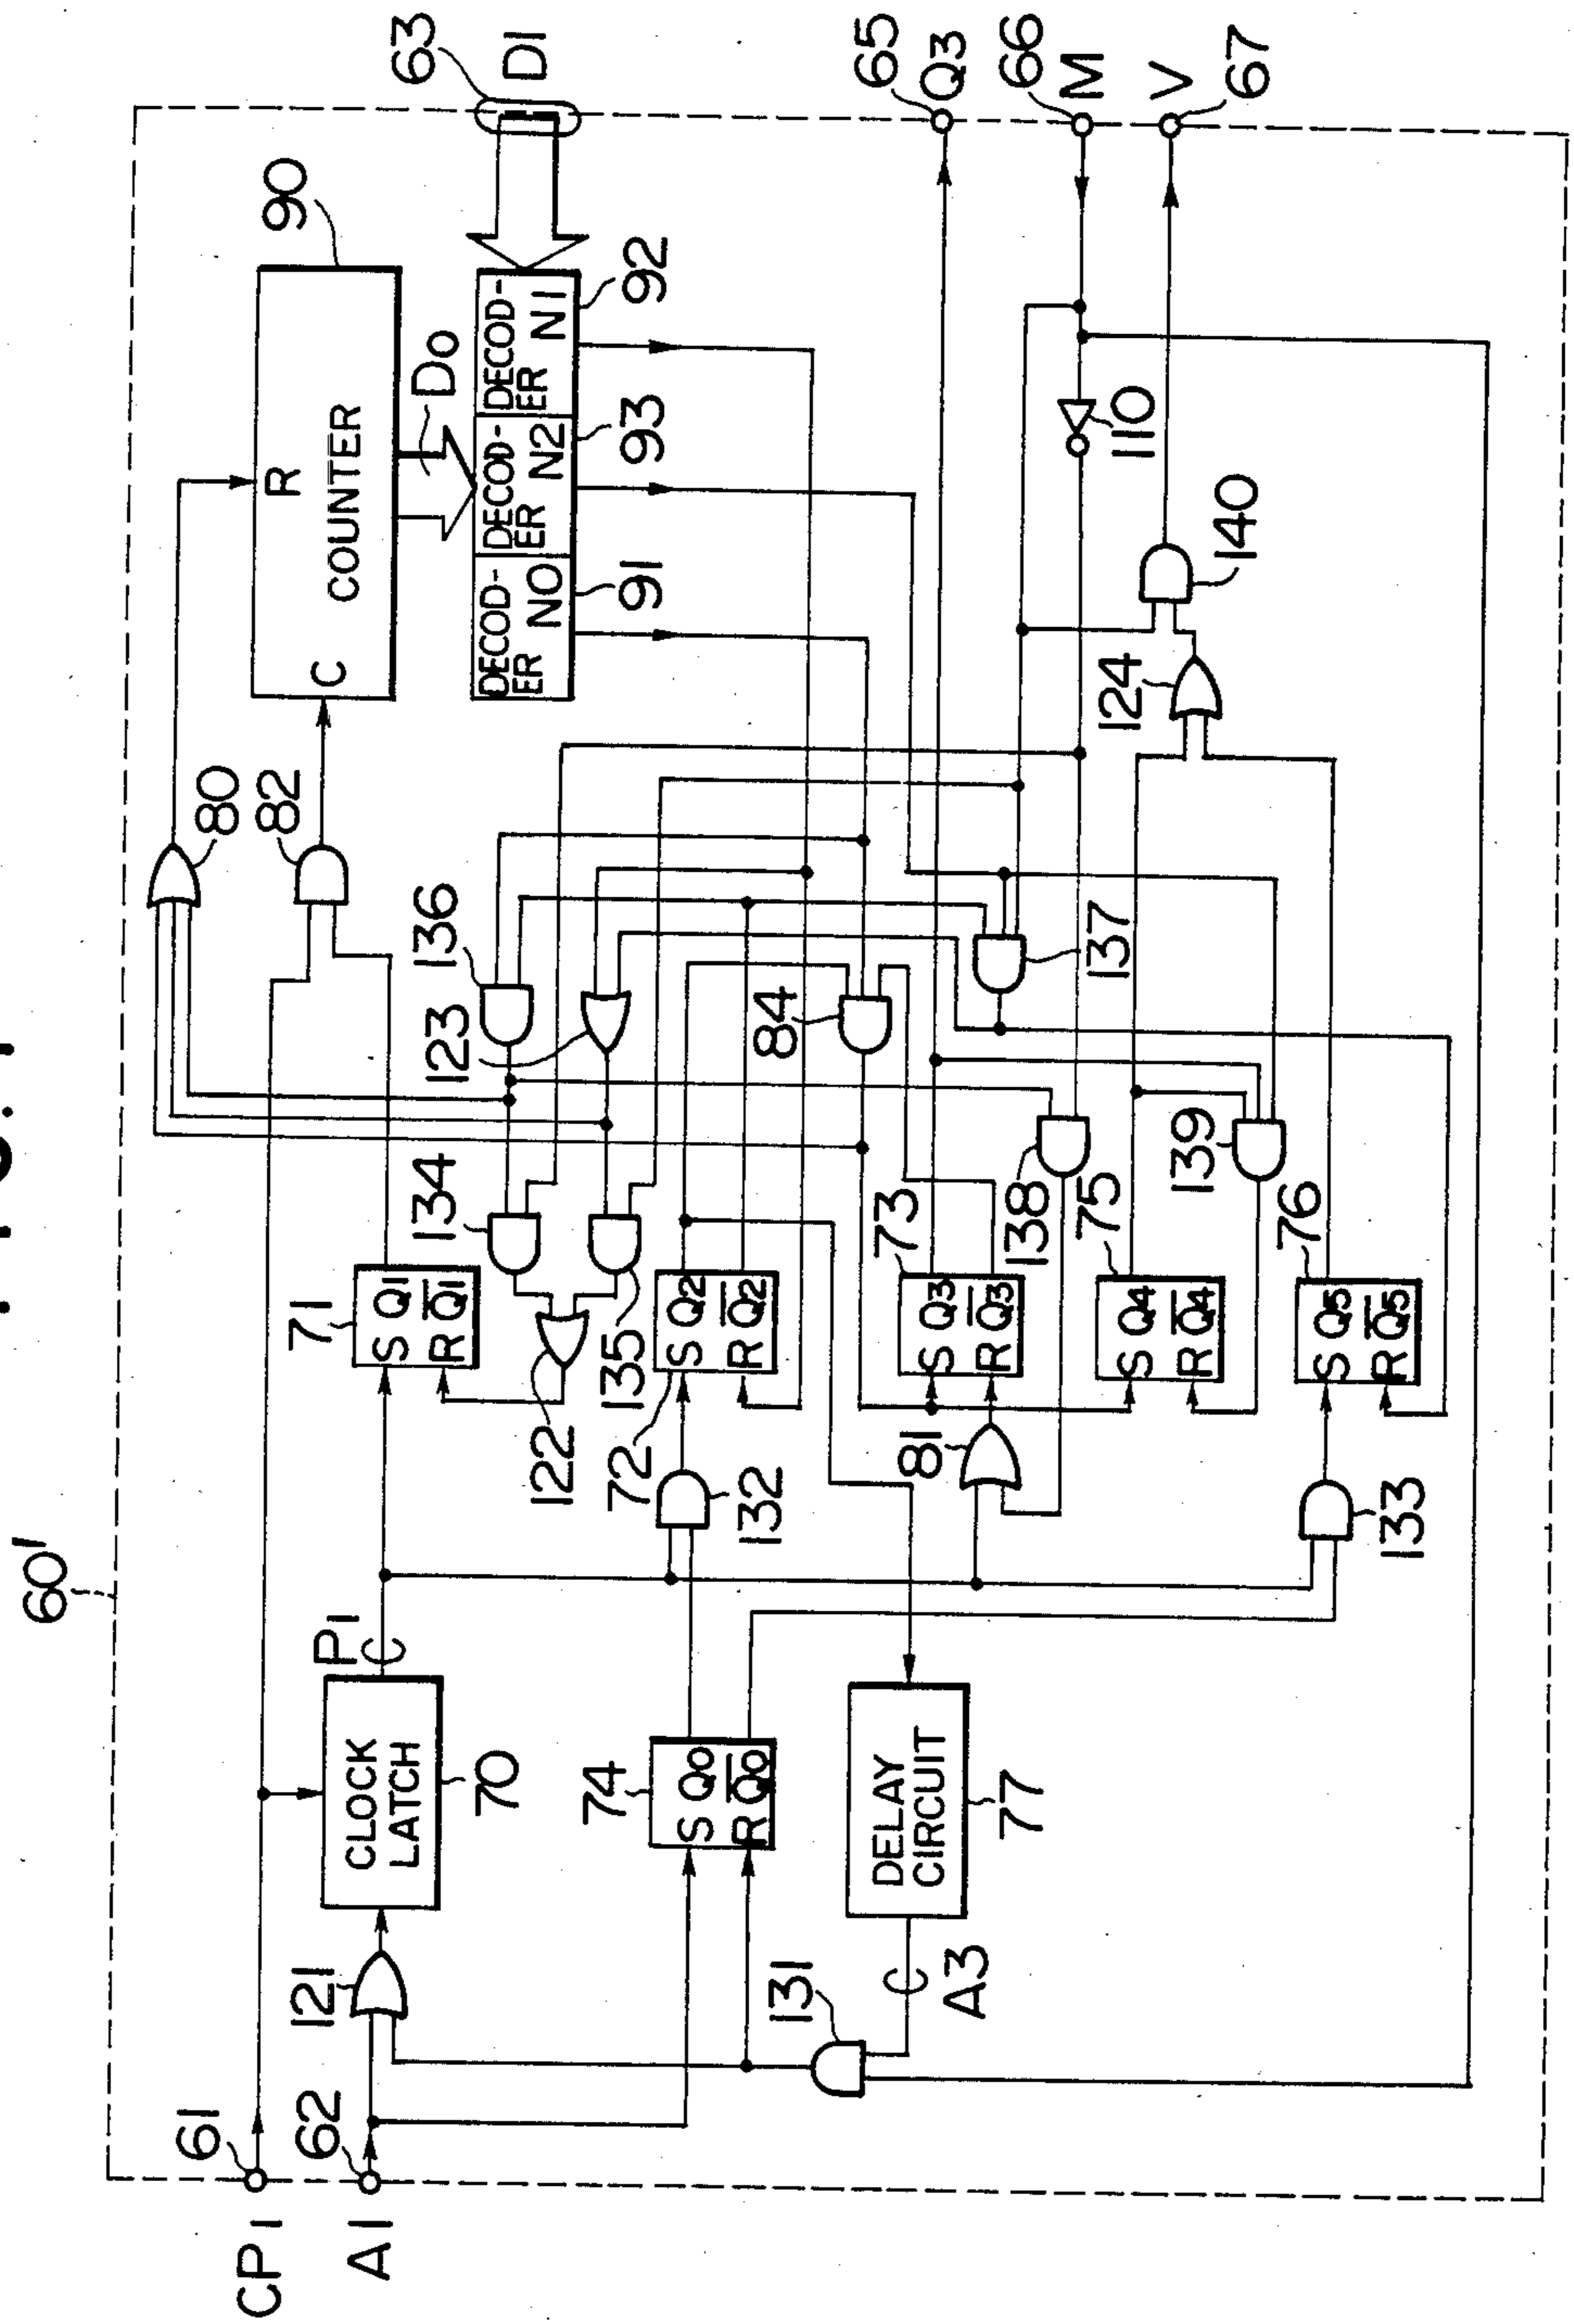 60'
CP1
61
A1
62
121
CLOCK
LATCH
70
P1
71
S Q1
R Q̅1̅
80
82
90
R
COUNTER
C
D0
63
D1
DECOD-
ER N0
91
DECOD-
ER N2
93
DECOD-
ER N1
92
136
123
134
135
122
74
S Q0
R Q̅0̅
132
72
S Q2
R Q̅2̅
84
137
65
Q3
66
M
V
67
110
140
124
131
A3
DELAY
CIRCUIT
77
81
73
S Q3
R Q̅3̅
138
75
S Q4
R Q̅4̅
139
76
S Q5
R Q̅5̅
133